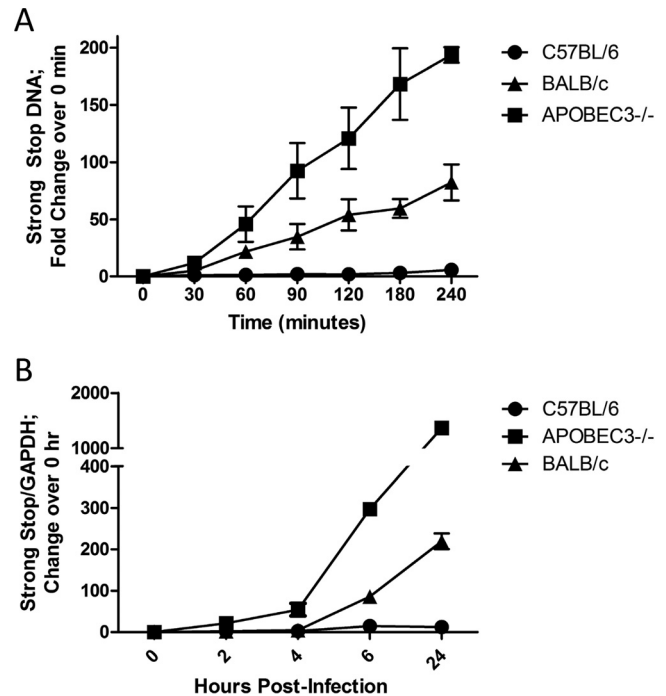 A
Strong Stop DNA;
Fold Change over 0 min
200
150
100
50
0
0 30 60 90 120 180 240
Time (minutes)
C57BL/6
BALB/c
APOBEC3-/-
B
Strong Stop/GAPDH;
Change over 0 hr
2000
1000
400
300
200
100
0
0 2 4 6 24
Hours Post-Infection
C57BL/6
APOBEC3-/-
BALB/c